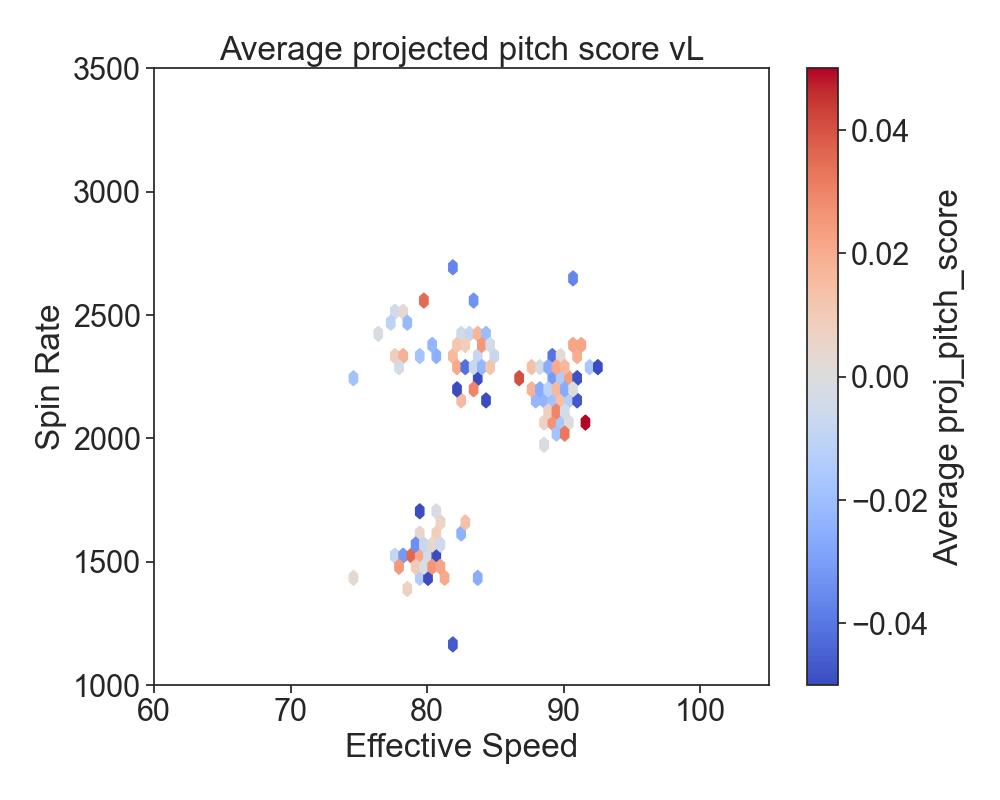 Average projected pitch score vL
3500
3000
2500
2000
1500
1000
Spin Rate
60 70 80 90 100
Effective Speed
0.04
0.02
0.00
−0.02
−0.04
Average proj_pitch_score